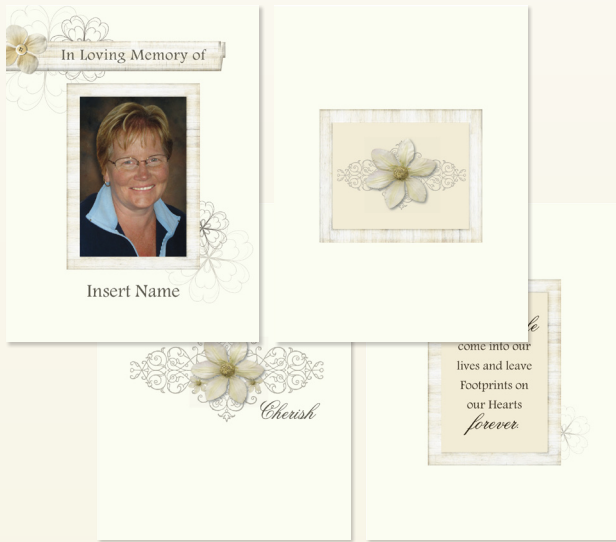 In Loving Memory of
Insert Name
Cherish
come into our
lives and leave
Footprints on
our Hearts
forever.